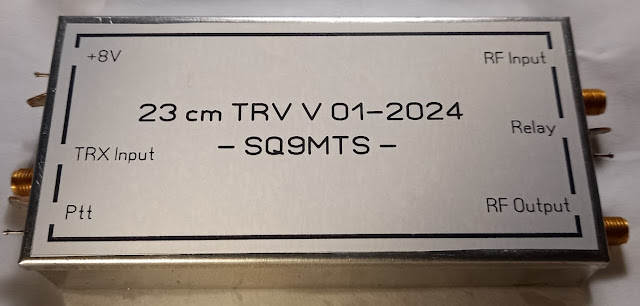 +8V
RF Input
23 cm TRV V 01-2024
Relay
TRX Input
- SQ9MTS -
Ptt
RF Output